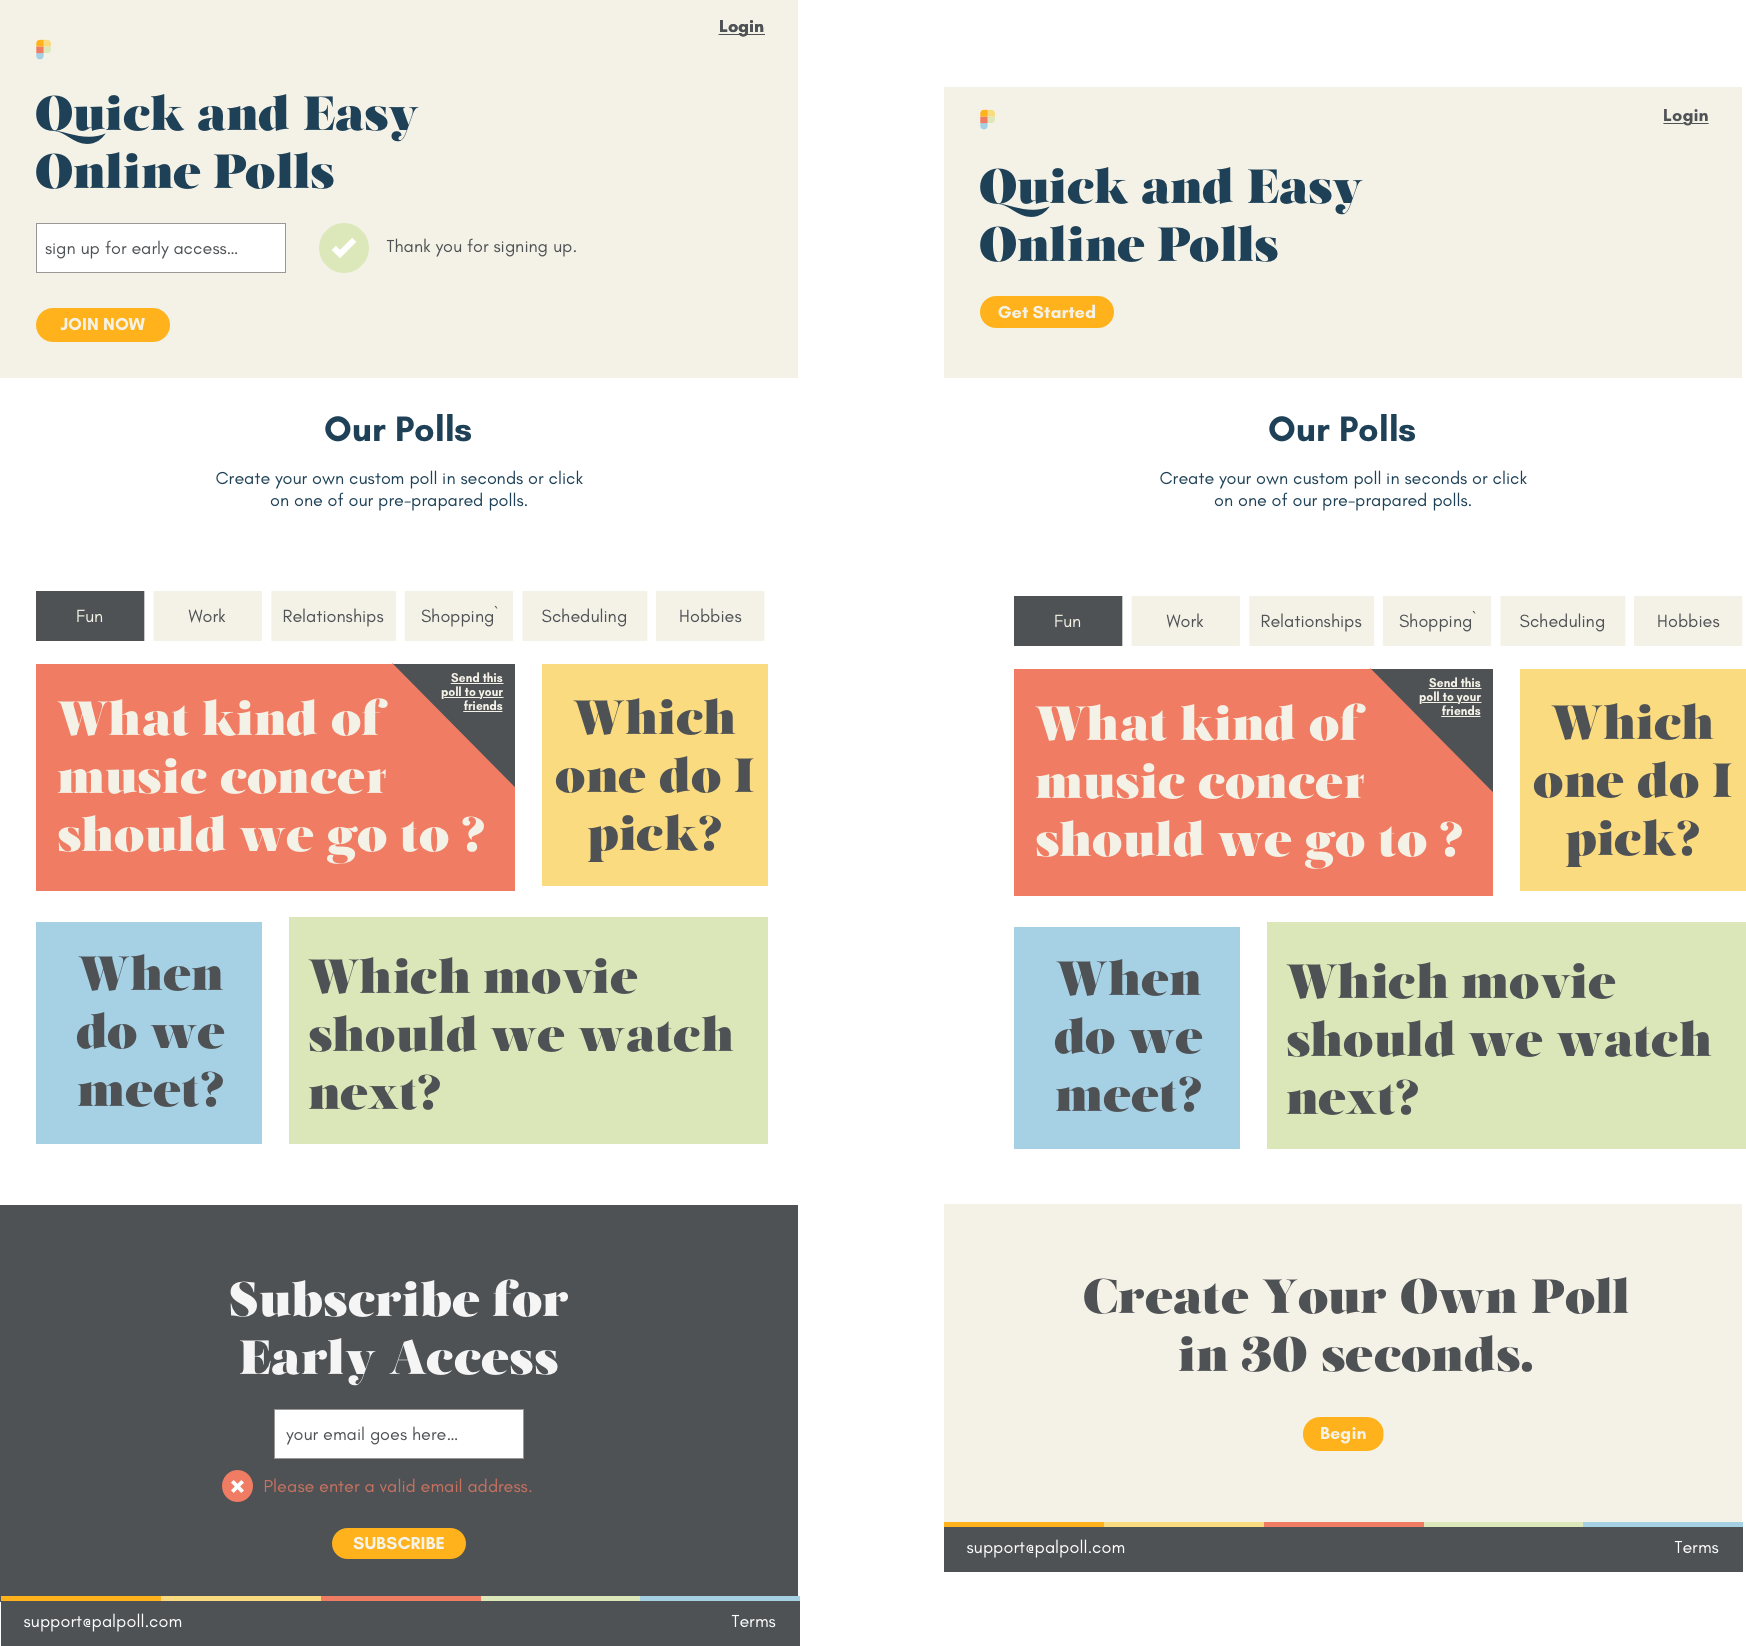 Login
Quick and Easy
Online Polls
sign up for early access...
Thank you for signing up.
JOIN NOW
Our Polls
Create your own custom poll in seconds or click
on one of our pre-prapared polls.
Fun
Work
Relationships
Shopping`
Scheduling
Hobbies
What kind of
music concer
should we go to ?
Send this
poll to your
friends
Which
one do I
pick?
When
do we
meet?
Which movie
should we watch
next?
Subscribe for
Early Access
your email goes here...
Please enter a valid email address.
SUBSCRIBE
support@palpoll.com
Terms
Login
Quick and Easy
Online Polls
Get Started
Our Polls
Create your own custom poll in seconds or click
on one of our pre-prapared polls.
Fun
Work
Relationships
Shopping`
Scheduling
Hobbies
What kind of
music concer
should we go to ?
Send this
poll to your
friends
Which
one do I
pick?
When
do we
meet?
Which movie
should we watch
next?
Create Your Own Poll
in 30 seconds.
Begin
support@palpoll.com
Terms